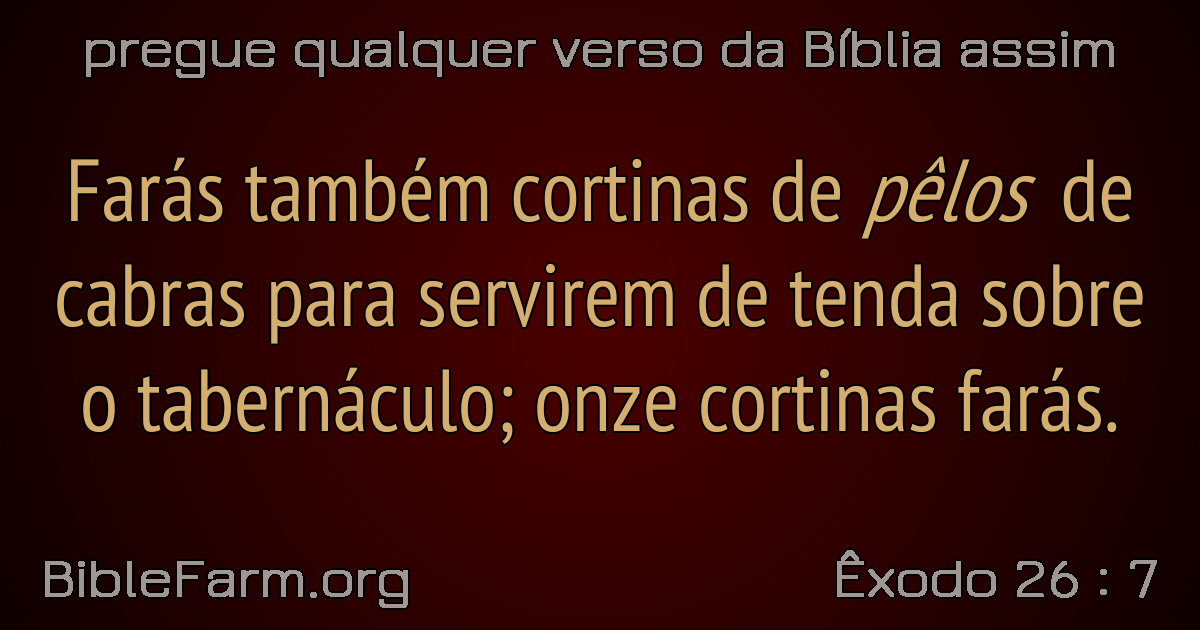 pregue qualquer verso da Bíblia assim
Farás também cortinas de pêlos de
cabras para servirem de tenda sobre
o tabernáculo; onze cortinas farás.
BibleFarm.org
Êxodo 26 : 7